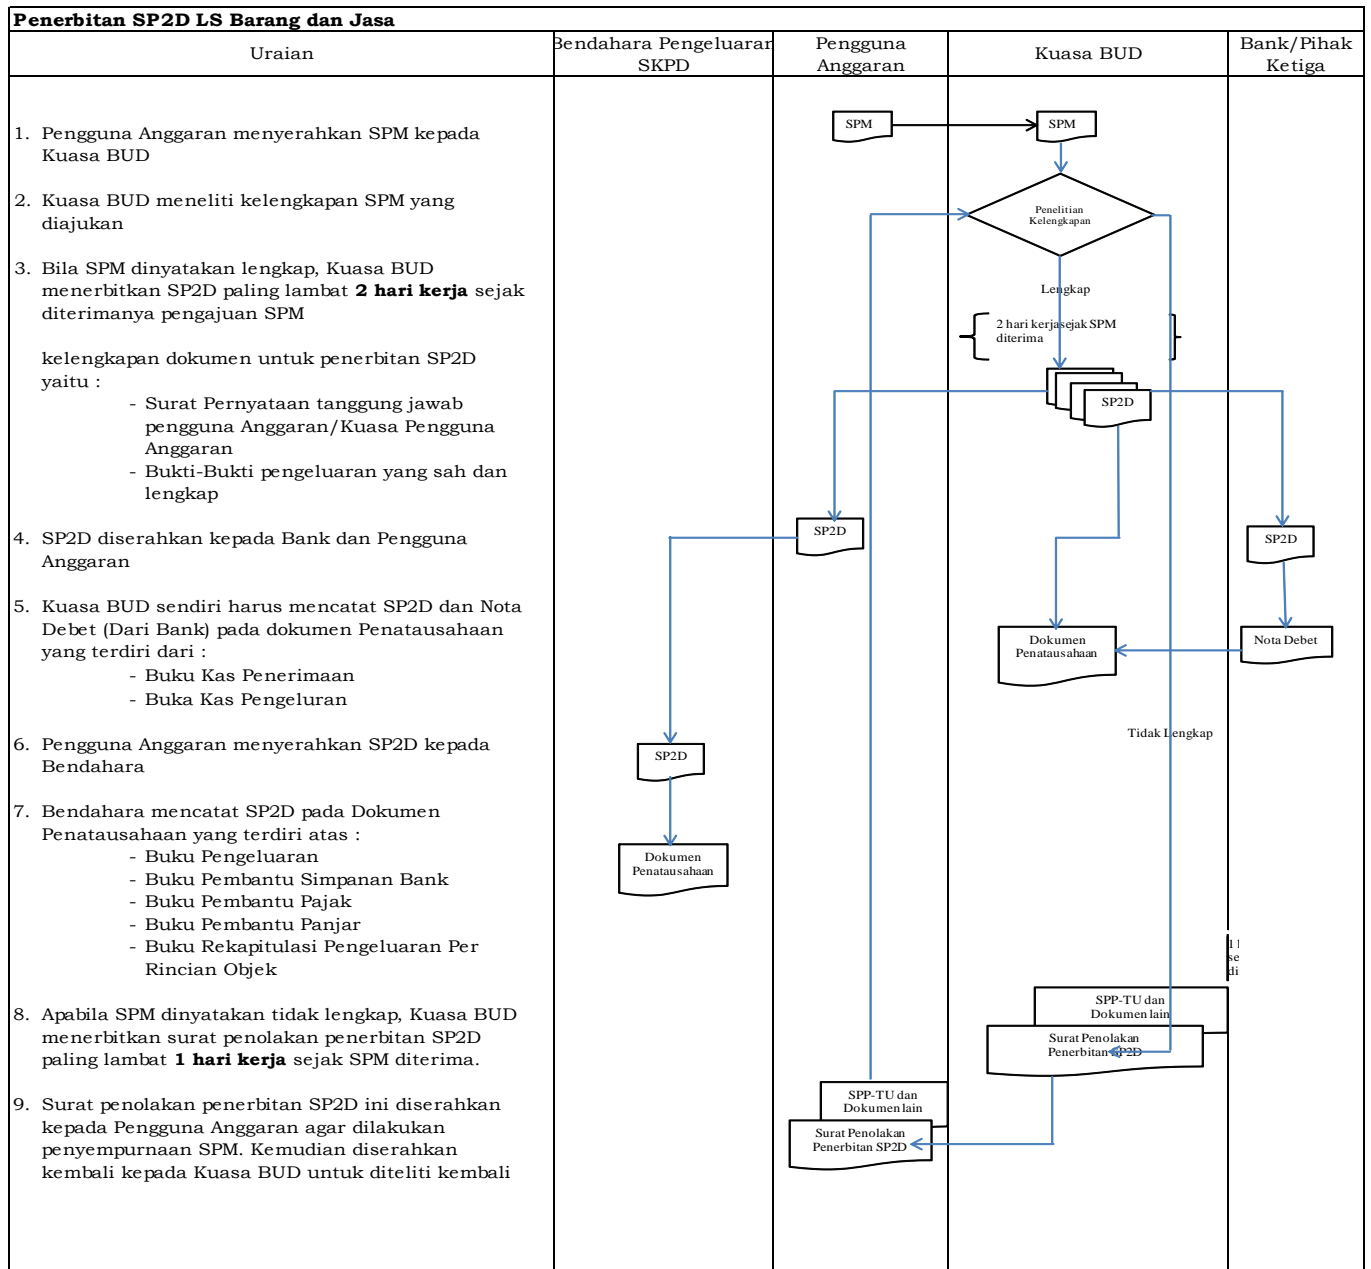 Penerbitan SP2D LS Barang dan Jasa
Uraian
Bendahara Pengeluaran
SKPD
Pengguna
Anggaran
Kuasa BUD
Bank/Pihak
Ketiga
1. Pengguna Anggaran menyerahkan SPM kepada
Kuasa BUD
2. Kuasa BUD meneliti kelengkapan SPM yang
diajukan
3. Bila SPM dinyatakan lengkap, Kuasa BUD
menerbitkan SP2D paling lambat 2 hari kerja sejak
diterimanya pengajuan SPM
kelengkapan dokumen untuk penerbitan SP2D
yaitu :
- Surat Pernyataan tanggung jawab
pengguna Anggaran/Kuasa Pengguna
Anggaran
- Bukti-Bukti pengeluaran yang sah dan
lengkap
4. SP2D diserahkan kepada Bank dan Pengguna
Anggaran
5. Kuasa BUD sendiri harus mencatat SP2D dan Nota
Debet (Dari Bank) pada dokumen Penatausahaan
yang terdiri dari :
- Buku Kas Penerimaan
- Buka Kas Pengeluran
6. Pengguna Anggaran menyerahkan SP2D kepada
Bendahara
7. Bendahara mencatat SP2D pada Dokumen
Penatausahaan yang terdiri atas :
- Buku Pengeluaran
- Buku Pembantu Simpanan Bank
- Buku Pembantu Pajak
- Buku Pembantu Panjar
- Buku Rekapitulasi Pengeluaran Per
Rincian Objek
8. Apabila SPM dinyatakan tidak lengkap, Kuasa BUD
menerbitkan surat penolakan penerbitan SP2D
paling lambat 1 hari kerja sejak SPM diterima.
9. Surat penolakan penerbitan SP2D ini diserahkan
kepada Pengguna Anggaran agar dilakukan
penyempurnaan SPM. Kemudian diserahkan
kembali kepada Kuasa BUD untuk diteliti kembali
SPM
SPM
Penelitian
Kelengkapan
Lengkap
2 hari kerja sejak SPM
diterima
SP2D
SP2D
SP2D
Dokumen
Penatausahaan
Nota Debet
Tidak Lengkap
SP2D
Dokumen
Penatausahaan
SPP-TU dan
Dokumen lain
Surat Penolakan
Penerbitan SP2D
SPP-TU dan
Dokumen lain
Surat Penolakan
Penerbitan SP2D